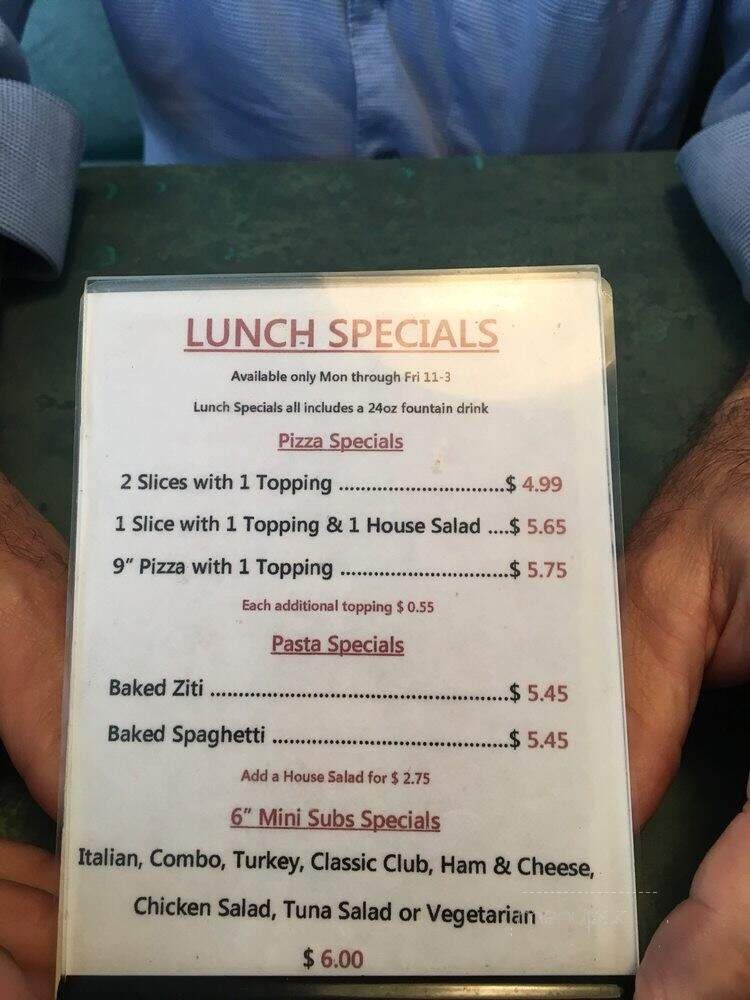 LUNCH SPECIALS
Available only Mon through Fri 11-3
Lunch Specials all includes a 24oz fountain drink
Pizza Specials
2 Slices with 1 Topping ..............................$ 4.99
1 Slice with 1 Topping & 1 House Salad ....$ 5.65
9” Pizza with 1 Topping ..............................$ 5.75
Each additional topping $ 0.55
Pasta Specials
Baked Ziti ......................................................$ 5.45
Baked Spaghetti ...........................................$ 5.45
Add a House Salad for $ 2.75
6” Mini Subs Specials
Italian, Combo, Turkey, Classic Club, Ham & Cheese,
Chicken Salad, Tuna Salad or Vegetarian
$ 6.00